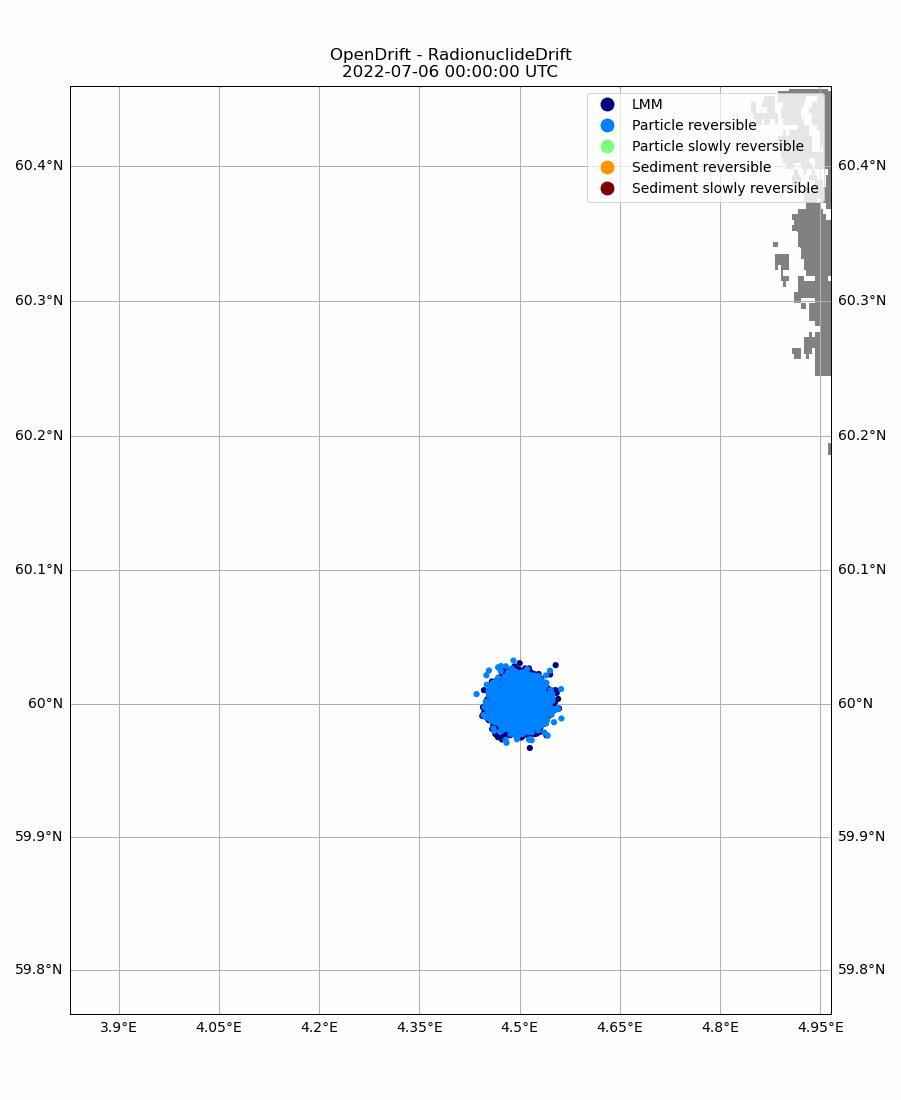 OpenDrift - RadionuclideDrift
2022-07-06 00:00:00 UTC
LMM
Particle reversible
Particle slowly reversible
Sediment reversible
Sediment slowly reversible
60.4°N 60.4°N
60.3°N 60.3°N
60.2°N 60.2°N
60.1°N 60.1°N
60°N 60°N
59.9°N 59.9°N
59.8°N 59.8°N
3.9°E 4.05°E 4.2°E 4.35°E 4.5°E 4.65°E 4.8°E 4.95°E